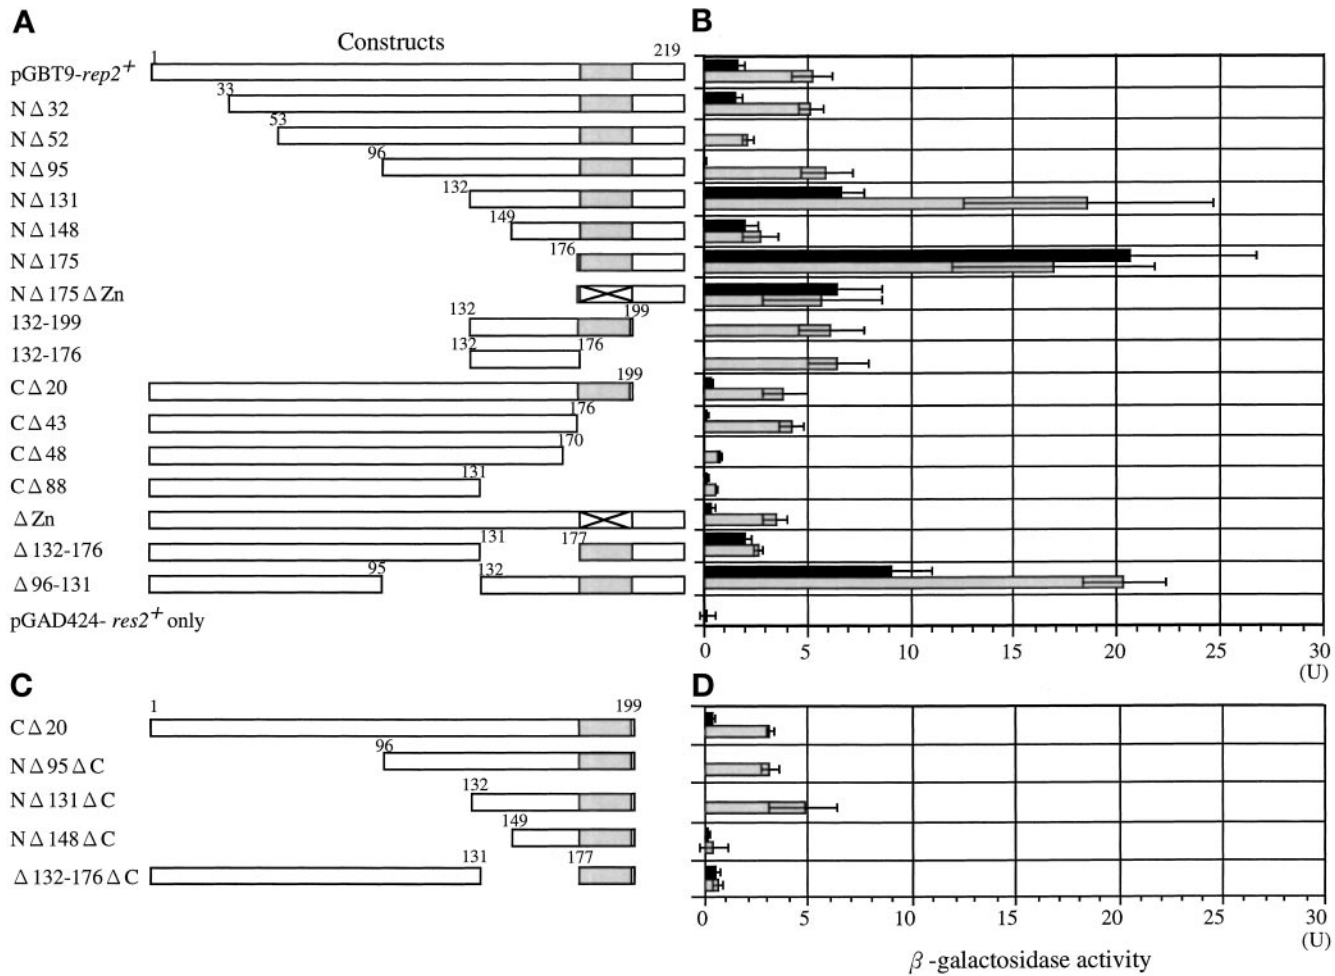 A
B
Constructs
1
219
pGBT9-rep2+
33
NΔ32
53
NΔ52
96
NΔ95
132
NΔ131
149
NΔ148
176
NΔ175
NΔ175ΔZn
132
199
132-199
132
176
132-176
199
CΔ20
176
CΔ43
170
CΔ48
131
CΔ88
ΔZn
177
131
Δ132-176
95
132
Δ96-131
pGAD424- res2+ only
0 5 10 15 20 25 30
(U)
C
D
1
199
CΔ20
96
NΔ95ΔC
132
NΔ131ΔC
149
NΔ148ΔC
131
177
Δ132-176ΔC
0 5 10 15 20 25 30
(U)
β-galactosidase activity